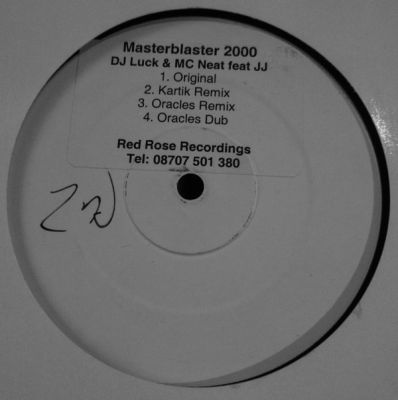 Masterblaster 2000
DJ Luck & MC Neat feat JJ
1. Original
2. Kartik Remix
3. Oracles Remix
4. Oracles Dub
Red Rose Recordings
Tel: 08707 501 380